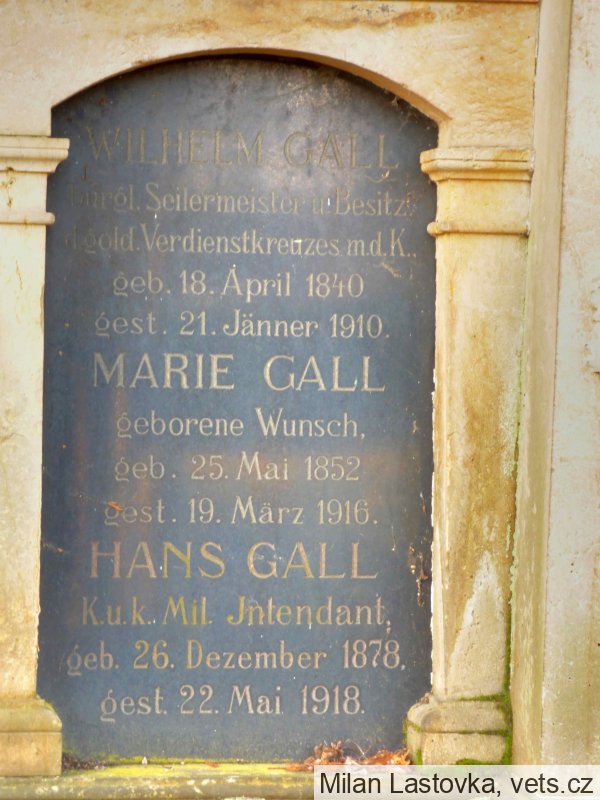 WILHELM GALL
bürgl. Seilermeister u. Besitz.
d. gold. Verdienstkreuzes m. d. K.,
geb. 18. April 1840
gest. 21. Jänner 1910.
MARIE GALL
geborene Wunsch,
geb. 25. Mai 1852
gest. 19. März 1916.
HANS GALL
K. u. k. Mil. Jntendant,
geb. 26. Dezember 1878,
gest. 22. Mai 1918.
Milan Lastovka, vets.cz